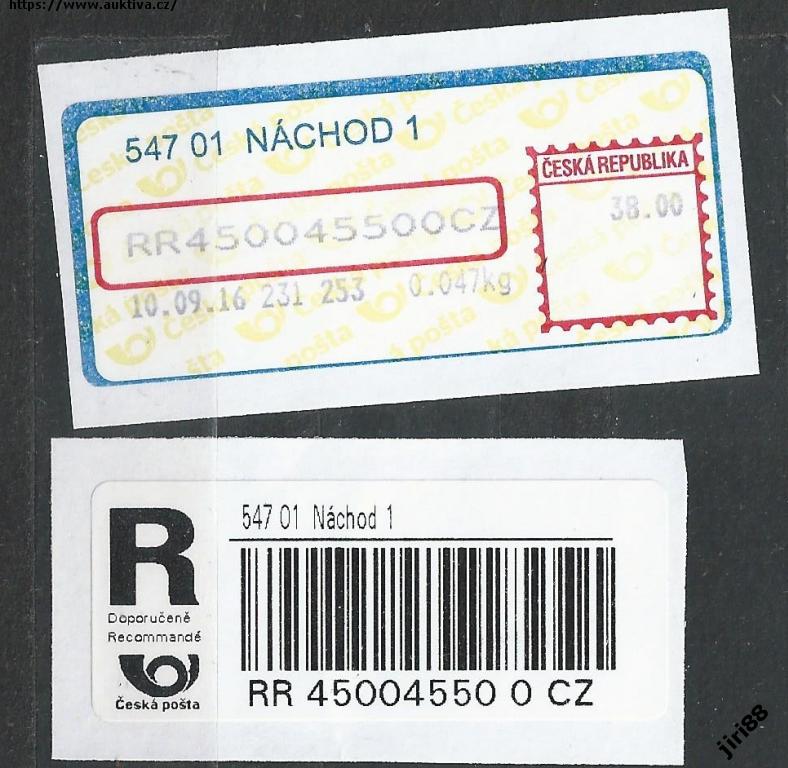 https://www.auktiva.cz/
547 01 NÁCHOD 1
ČESKÁ REPUBLIKA
38.00
RR450045500CZ
10.09.16 231 253 0.047kg
R
547 01 Náchod 1
Doporučeně
Recommandé
Česká pošta
RR 45004550 0 CZ
jiri88